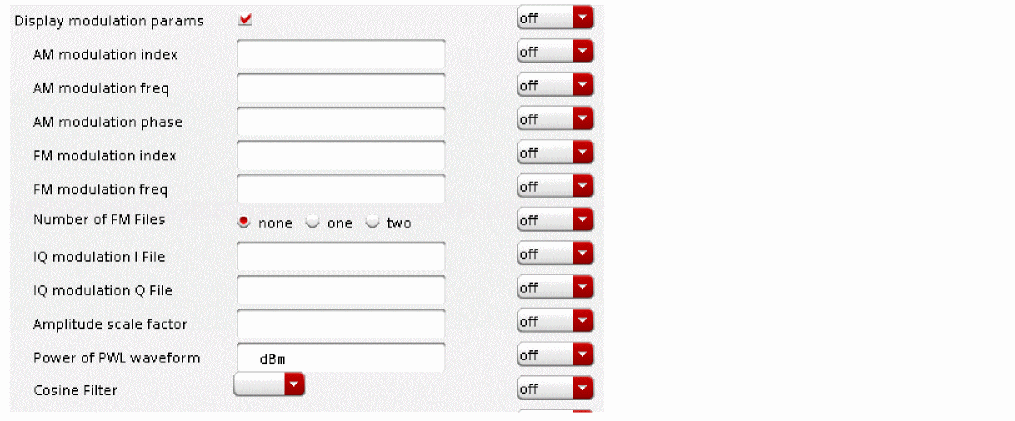 Display modulation params off
AM modulation index off
AM modulation freq off
AM modulation phase off
FM modulation index off
FM modulation freq off
Number of FM Files none one two off
IQ modulation I File off
IQ modulation Q File off
Amplitude scale factor off
Power of PWL waveform dBm off
Cosine Filter off